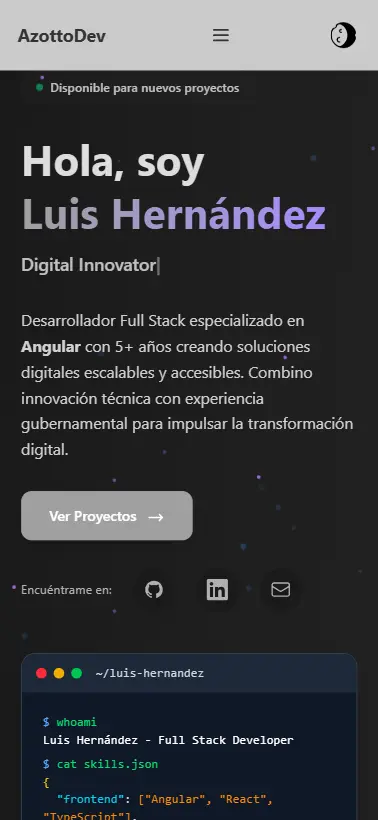 AzottoDev
Disponible para nuevos proyectos
Hola, soy
Luis Hernández
Digital Innovator|
Desarrollador Full Stack especializado en
Angular con 5+ años creando soluciones
digitales escalables y accesibles. Combino
innovación técnica con experiencia
gubernamental para impulsar la transformación
digital.
Ver Proyectos →
Encuéntrame en:
~/luis-hernandez
$ whoami
Luis Hernández - Full Stack Developer
$ cat skills.json
{
"frontend": ["Angular", "React",
"TypeScript"],